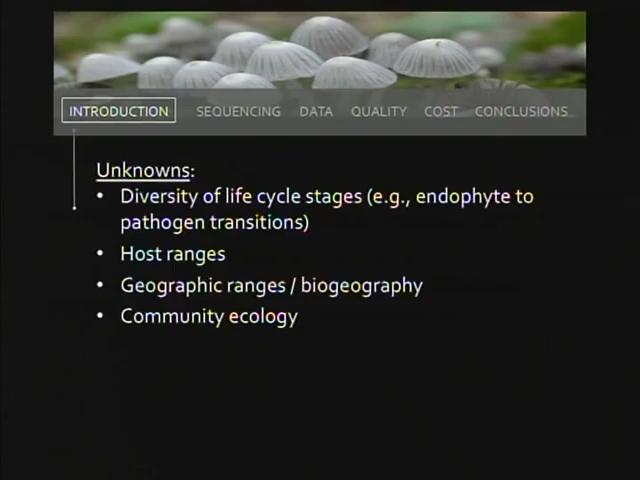 INTRODUCTION SEQUENCING DATA QUALITY COST CONCLUSIONS
Unknowns:
• Diversity of life cycle stages (e.g., endophyte to
pathogen transitions)
• Host ranges
• Geographic ranges / biogeography
• Community ecology